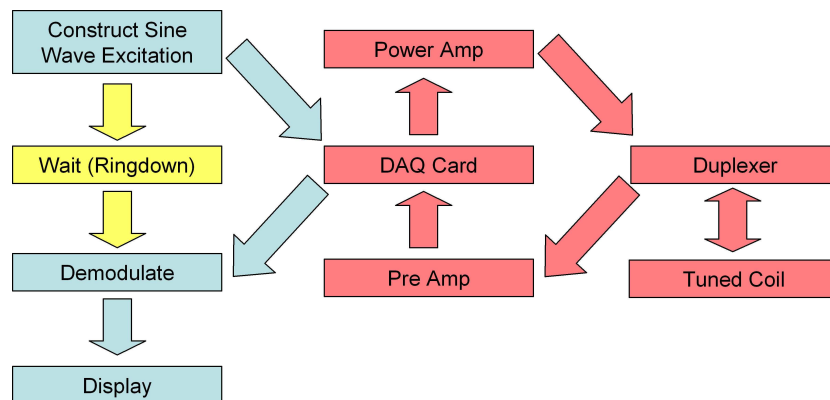 Construct Sine
Wave Excitation
Power Amp
Wait (Ringdown)
DAQ Card
Duplexer
Demodulate
Pre Amp
Tuned Coil
Display